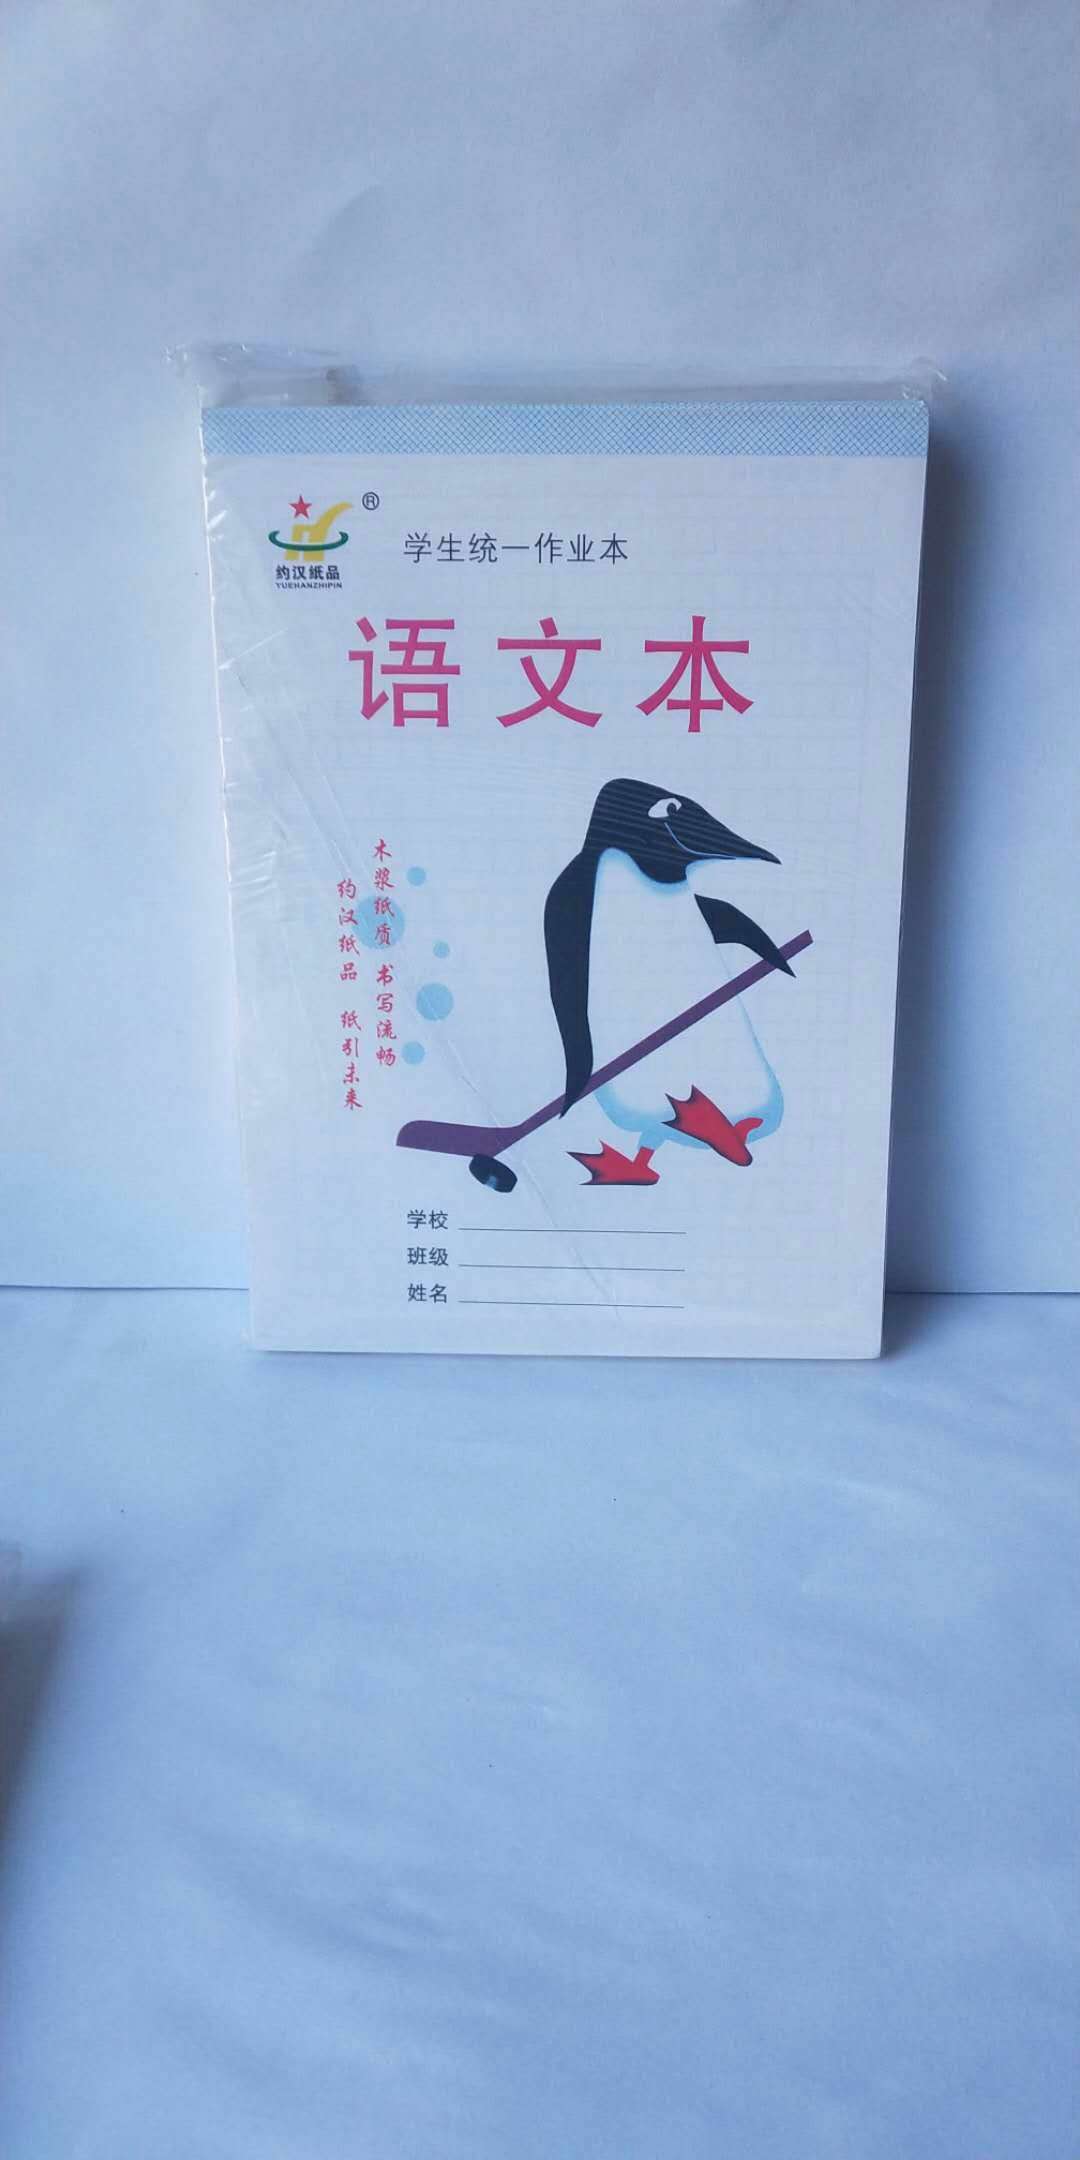 ®
约汉纸品
YUEHANZHIPIN
学生统一作业本
语文本
木浆纸质 书写流畅
约汉纸品 纸引未来
学校
班级
姓名